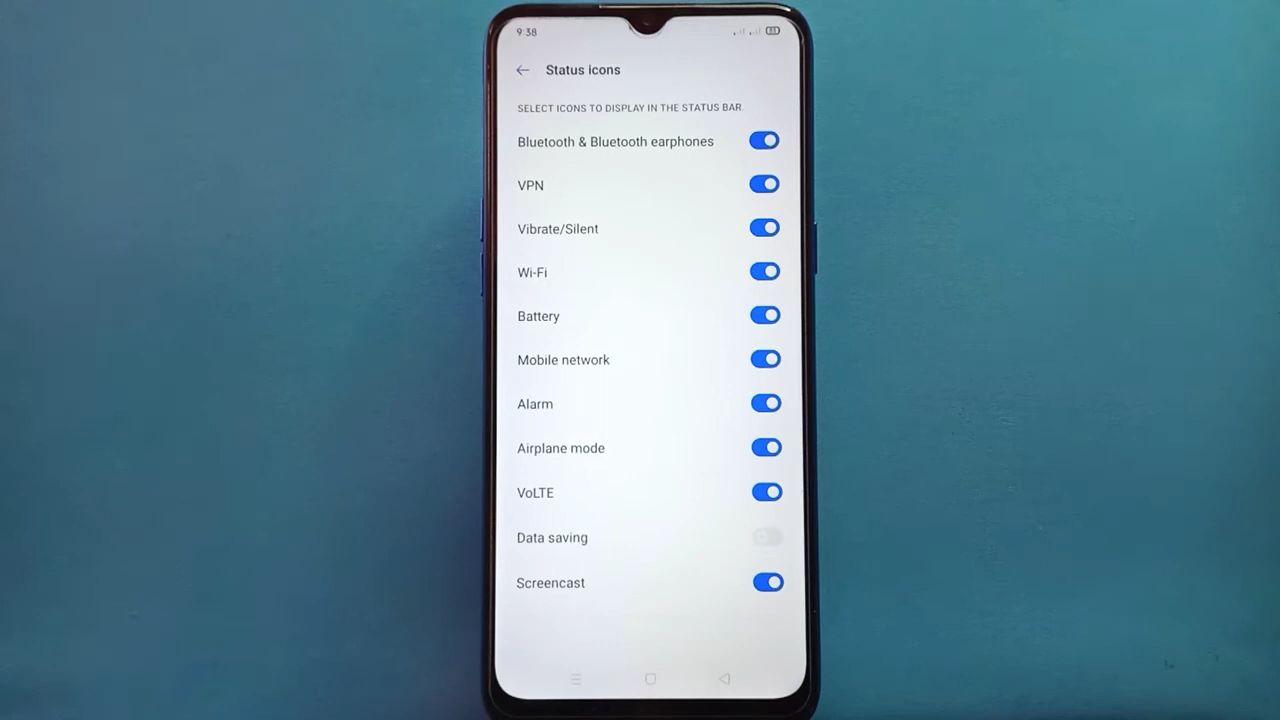 9:38
Status icons
SELECT ICONS TO DISPLAY IN THE STATUS BAR.
Bluetooth & Bluetooth earphones
VPN
Vibrate/Silent
Wi-Fi
Battery
Mobile network
Alarm
Airplane mode
VoLTE
Data saving
Screencast